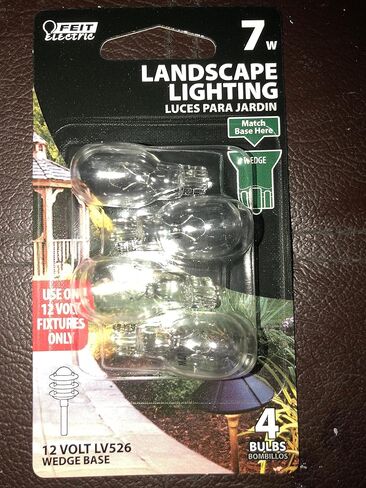 FEIT
electric
7 W
LANDSCAPE
LIGHTING
LUCES PARA JARDIN
Match
Base Here
WEDGE
USE ON
12 VOLT
FIXTURES
ONLY
12 VOLT LV526
WEDGE BASE
4
BULBS
BOMBILLOS